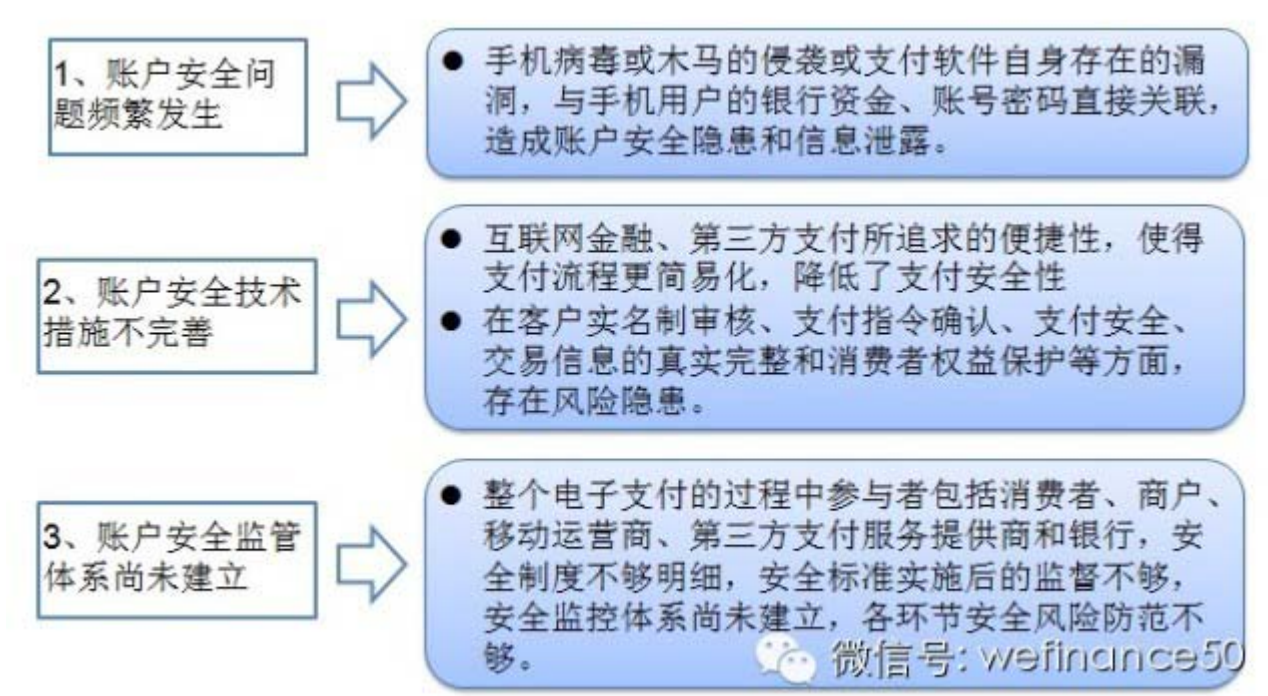 1、账户安全问
题频繁发生
● 手机病毒或木马的侵袭或支付软件自身存在的漏
洞，与手机用户的银行资金、账号密码直接关联，
造成账户安全隐患和信息泄露。
2、账户安全技术
措施不完善
● 互联网金融、第三方支付所追求的便捷性，使得
支付流程更简易化，降低了支付安全性
● 在客户实名制审核、支付指令确认、支付安全、
交易信息的真实完整和消费者权益保护等方面，
存在风险隐患。
3、账户安全监管
体系尚未建立
● 整个电子支付的过程中参与者包括消费者、商户、
移动运营商、第三方支付服务提供商和银行，安
全制度不够明细，安全标准实施后的监督不够，
安全监控体系尚未建立，各环节安全风险防范不
够。
微信号: wefinance50